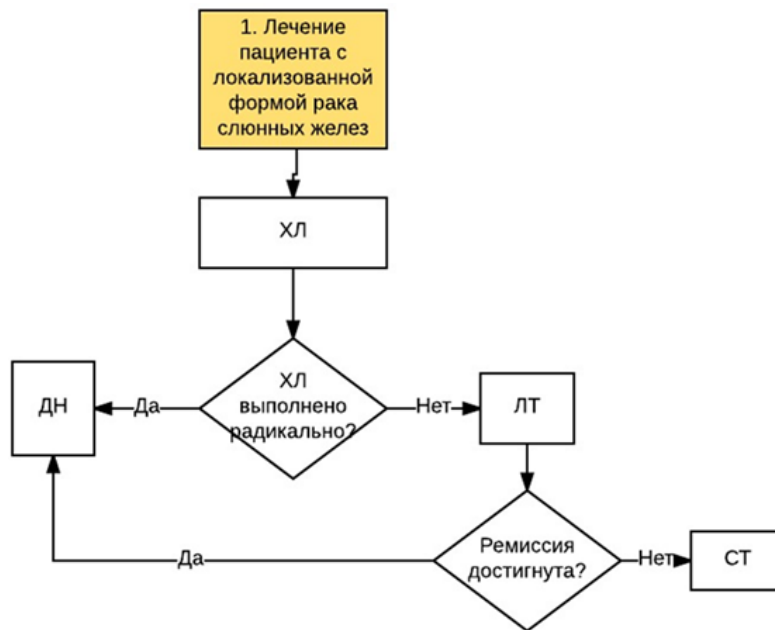 1. Лечение
пациента с
локализованной
формой рака
слюнных желез
ХЛ
ХЛ
выполнено
радикально?
Да
Нет
ДН
ЛТ
Ремиссия
достигнута?
Да
Нет
СТ